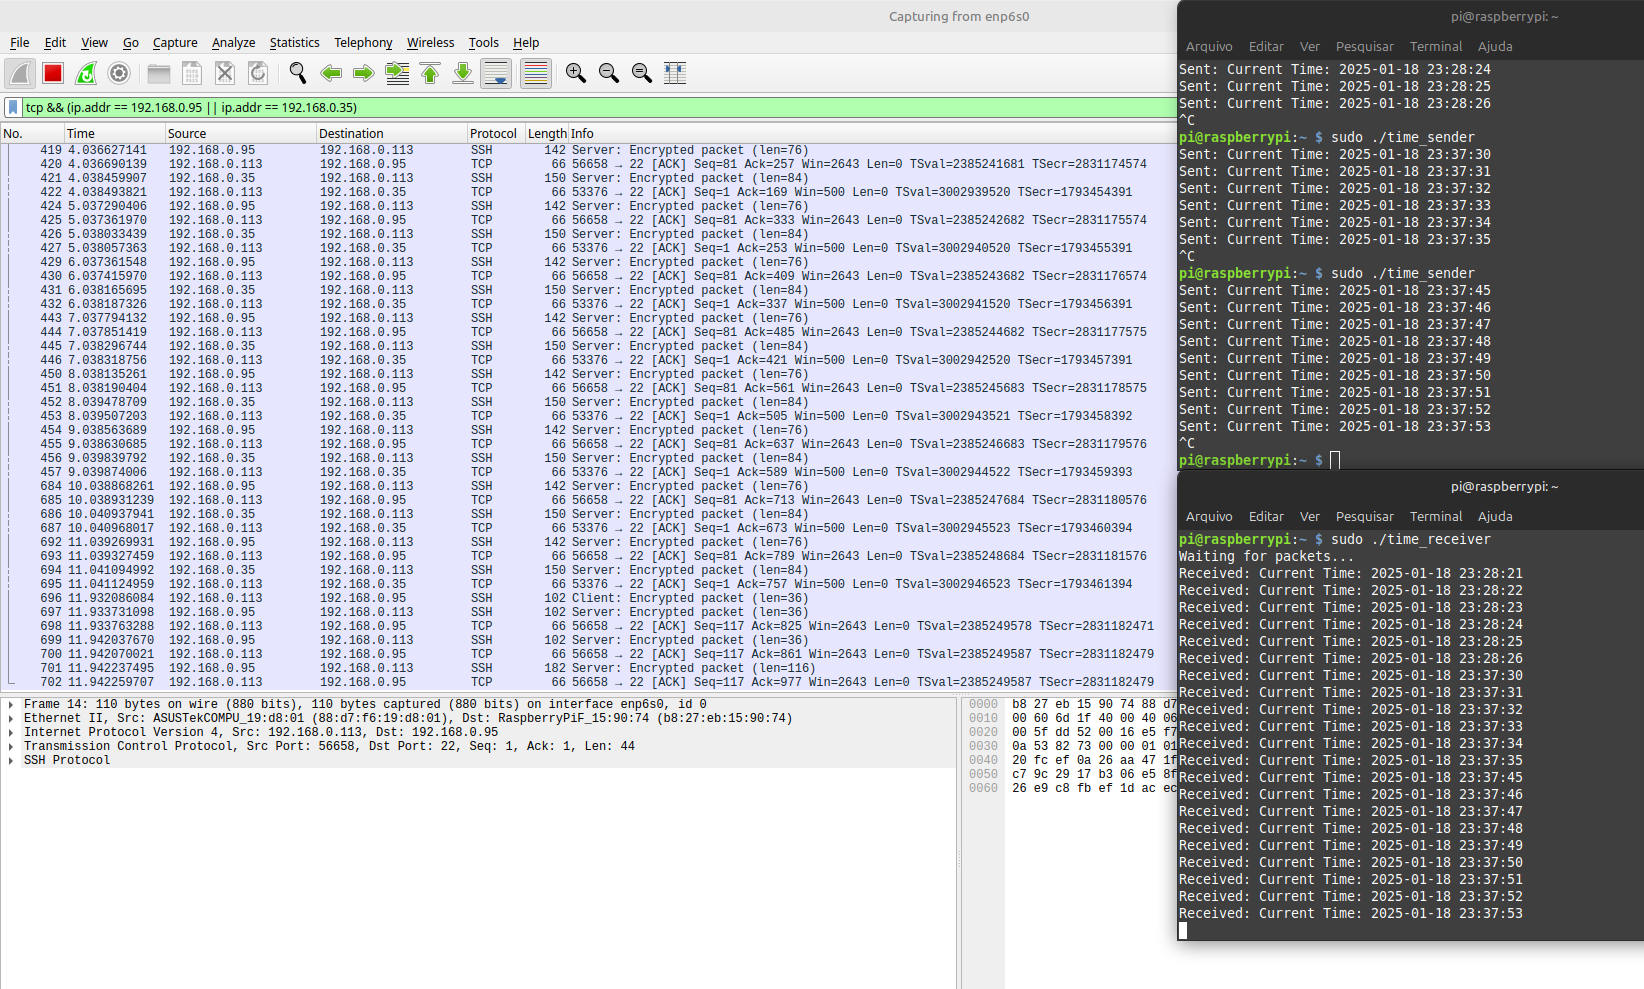 Capturing from enp6s0
File Edit View Go Capture Analyze Statistics Telephony Wireless Tools Help
tcp && (ip.addr == 192.168.0.95 || ip.addr == 192.168.0.35)
No. Time Source Destination Protocol Length Info
419 4.036627141 192.168.0.95 192.168.0.113 SSH 142 Server: Encrypted packet (len=76)
420 4.036690139 192.168.0.113 192.168.0.95 TCP 66 56658 → 22 [ACK] Seq=81 Ack=257 Win=2643 Len=0 TSval=2385241681 TSecr=2831174574
421 4.038459907 192.168.0.35 192.168.0.113 SSH 150 Server: Encrypted packet (len=84)
422 4.038493821 192.168.0.113 192.168.0.35 TCP 66 53376 → 22 [ACK] Seq=1 Ack=169 Win=500 Len=0 TSval=3002939520 TSecr=1793454391
424 5.037290406 192.168.0.95 192.168.0.113 SSH 142 Server: Encrypted packet (len=76)
425 5.037361970 192.168.0.113 192.168.0.95 TCP 66 56658 → 22 [ACK] Seq=81 Ack=333 Win=2643 Len=0 TSval=2385242682 TSecr=2831175574
426 5.038033439 192.168.0.35 192.168.0.113 SSH 150 Server: Encrypted packet (len=84)
427 5.038057363 192.168.0.113 192.168.0.35 TCP 66 53376 → 22 [ACK] Seq=1 Ack=253 Win=500 Len=0 TSval=3002940520 TSecr=1793455391
429 6.037361548 192.168.0.95 192.168.0.113 SSH 142 Server: Encrypted packet (len=76)
430 6.037415970 192.168.0.113 192.168.0.95 TCP 66 56658 → 22 [ACK] Seq=81 Ack=409 Win=2643 Len=0 TSval=2385243682 TSecr=2831176574
431 6.038165695 192.168.0.35 192.168.0.113 SSH 150 Server: Encrypted packet (len=84)
432 6.038187326 192.168.0.113 192.168.0.35 TCP 66 53376 → 22 [ACK] Seq=1 Ack=337 Win=500 Len=0 TSval=3002941520 TSecr=1793456391
443 7.037794132 192.168.0.95 192.168.0.113 SSH 142 Server: Encrypted packet (len=76)
444 7.037851419 192.168.0.113 192.168.0.95 TCP 66 56658 → 22 [ACK] Seq=81 Ack=485 Win=2643 Len=0 TSval=2385244682 TSecr=2831177575
445 7.038296744 192.168.0.35 192.168.0.113 SSH 150 Server: Encrypted packet (len=84)
446 7.038318756 192.168.0.113 192.168.0.35 TCP 66 53376 → 22 [ACK] Seq=1 Ack=421 Win=500 Len=0 TSval=3002942520 TSecr=1793457391
450 8.038135261 192.168.0.95 192.168.0.113 SSH 142 Server: Encrypted packet (len=76)
451 8.038190404 192.168.0.113 192.168.0.95 TCP 66 56658 → 22 [ACK] Seq=81 Ack=561 Win=2643 Len=0 TSval=2385245683 TSecr=2831178575
452 8.039478709 192.168.0.35 192.168.0.113 SSH 150 Server: Encrypted packet (len=84)
453 8.039507203 192.168.0.113 192.168.0.35 TCP 66 53376 → 22 [ACK] Seq=1 Ack=505 Win=500 Len=0 TSval=3002943521 TSecr=1793458392
454 9.038563689 192.168.0.95 192.168.0.113 SSH 142 Server: Encrypted packet (len=76)
455 9.038630685 192.168.0.113 192.168.0.95 TCP 66 56658 → 22 [ACK] Seq=81 Ack=637 Win=2643 Len=0 TSval=2385246683 TSecr=2831179576
456 9.039839792 192.168.0.35 192.168.0.113 SSH 150 Server: Encrypted packet (len=84)
457 9.039874006 192.168.0.113 192.168.0.35 TCP 66 53376 → 22 [ACK] Seq=1 Ack=589 Win=500 Len=0 TSval=3002944522 TSecr=1793459393
684 10.038868261 192.168.0.95 192.168.0.113 SSH 142 Server: Encrypted packet (len=76)
685 10.038931239 192.168.0.113 192.168.0.95 TCP 66 56658 → 22 [ACK] Seq=81 Ack=713 Win=2643 Len=0 TSval=2385247684 TSecr=2831180576
686 10.040937941 192.168.0.35 192.168.0.113 SSH 150 Server: Encrypted packet (len=84)
687 10.040968017 192.168.0.113 192.168.0.35 TCP 66 53376 → 22 [ACK] Seq=1 Ack=673 Win=500 Len=0 TSval=3002945523 TSecr=1793460394
692 11.039269931 192.168.0.95 192.168.0.113 SSH 142 Server: Encrypted packet (len=76)
693 11.039327459 192.168.0.113 192.168.0.95 TCP 66 56658 → 22 [ACK] Seq=81 Ack=789 Win=2643 Len=0 TSval=2385248684 TSecr=2831181576
694 11.041094992 192.168.0.35 192.168.0.113 SSH 150 Server: Encrypted packet (len=84)
695 11.041124959 192.168.0.113 192.168.0.35 TCP 66 53376 → 22 [ACK] Seq=1 Ack=757 Win=500 Len=0 TSval=3002946523 TSecr=1793461394
696 11.932086084 192.168.0.113 192.168.0.95 SSH 102 Client: Encrypted packet (len=36)
697 11.933731098 192.168.0.95 192.168.0.113 SSH 102 Server: Encrypted packet (len=36)
698 11.933763288 192.168.0.113 192.168.0.95 TCP 66 56658 → 22 [ACK] Seq=117 Ack=825 Win=2643 Len=0 TSval=2385249578 TSecr=2831182471
699 11.942037670 192.168.0.95 192.168.0.113 SSH 102 Server: Encrypted packet (len=36)
700 11.942070021 192.168.0.113 192.168.0.95 TCP 66 56658 → 22 [ACK] Seq=117 Ack=861 Win=2643 Len=0 TSval=2385249587 TSecr=2831182479
701 11.942237495 192.168.0.95 192.168.0.113 SSH 182 Server: Encrypted packet (len=116)
702 11.942259707 192.168.0.113 192.168.0.95 TCP 66 56658 → 22 [ACK] Seq=117 Ack=977 Win=2643 Len=0 TSval=2385249587 TSecr=2831182479
Frame 14: 110 bytes on wire (880 bits), 110 bytes captured (880 bits) on interface enp6s0, id 0
Ethernet II, Src: ASUSTekCOMPU_19:d8:01 (88:d7:f6:19:d8:01), Dst: RaspberryPiF_15:90:74 (b8:27:eb:15:90:74)
Internet Protocol Version 4, Src: 192.168.0.113, Dst: 192.168.0.95
Transmission Control Protocol, Src Port: 56658, Dst Port: 22, Seq: 1, Ack: 1, Len: 44
SSH Protocol
0000 b8 27 eb 15 90 74 88 d7
0010 00 60 6d 1f 40 00 40 06
0020 00 5f dd 52 00 16 e5 f7
0030 0a 53 82 73 00 00 01 01
0040 20 fc ef 0a 26 aa 47 1f
0050 c7 9c 29 17 b3 06 e5 8f
0060 26 e9 c8 fb ef 1d ac ec
pi@raspberrypi: ~
Arquivo Editar Ver Pesquisar Terminal Ajuda
Sent: Current Time: 2025-01-18 23:28:24
Sent: Current Time: 2025-01-18 23:28:25
Sent: Current Time: 2025-01-18 23:28:26
^C
pi@raspberrypi:~ $ sudo ./time_sender
Sent: Current Time: 2025-01-18 23:37:30
Sent: Current Time: 2025-01-18 23:37:31
Sent: Current Time: 2025-01-18 23:37:32
Sent: Current Time: 2025-01-18 23:37:33
Sent: Current Time: 2025-01-18 23:37:34
Sent: Current Time: 2025-01-18 23:37:35
^C
pi@raspberrypi:~ $ sudo ./time_sender
Sent: Current Time: 2025-01-18 23:37:45
Sent: Current Time: 2025-01-18 23:37:46
Sent: Current Time: 2025-01-18 23:37:47
Sent: Current Time: 2025-01-18 23:37:48
Sent: Current Time: 2025-01-18 23:37:49
Sent: Current Time: 2025-01-18 23:37:50
Sent: Current Time: 2025-01-18 23:37:51
Sent: Current Time: 2025-01-18 23:37:52
Sent: Current Time: 2025-01-18 23:37:53
^C
pi@raspberrypi:~ $
pi@raspberrypi: ~
Arquivo Editar Ver Pesquisar Terminal Ajuda
pi@raspberrypi:~ $ sudo ./time_receiver
Waiting for packets...
Received: Current Time: 2025-01-18 23:28:21
Received: Current Time: 2025-01-18 23:28:22
Received: Current Time: 2025-01-18 23:28:23
Received: Current Time: 2025-01-18 23:28:24
Received: Current Time: 2025-01-18 23:28:25
Received: Current Time: 2025-01-18 23:28:26
Received: Current Time: 2025-01-18 23:37:30
Received: Current Time: 2025-01-18 23:37:31
Received: Current Time: 2025-01-18 23:37:32
Received: Current Time: 2025-01-18 23:37:33
Received: Current Time: 2025-01-18 23:37:34
Received: Current Time: 2025-01-18 23:37:35
Received: Current Time: 2025-01-18 23:37:45
Received: Current Time: 2025-01-18 23:37:46
Received: Current Time: 2025-01-18 23:37:47
Received: Current Time: 2025-01-18 23:37:48
Received: Current Time: 2025-01-18 23:37:49
Received: Current Time: 2025-01-18 23:37:50
Received: Current Time: 2025-01-18 23:37:51
Received: Current Time: 2025-01-18 23:37:52
Received: Current Time: 2025-01-18 23:37:53